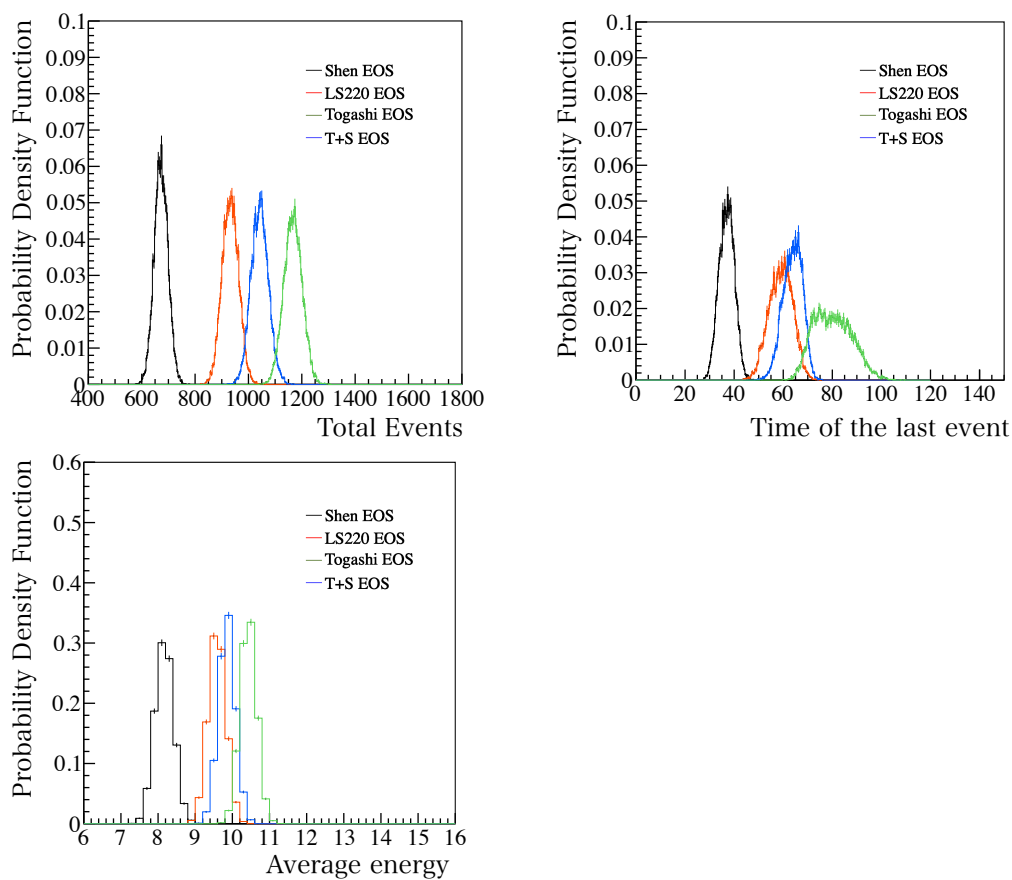 Probability Density Function
0.1
0.09
0.08
0.07
0.06
0.05
0.04
0.03
0.02
0.01
0
Shen EOS
LS220 EOS
Togashi EOS
T+S EOS
400 600 800 1000 1200 1400 1600 1800
Total Events
Probability Density Function
0.1
0.09
0.08
0.07
0.06
0.05
0.04
0.03
0.02
0.01
0
Shen EOS
LS220 EOS
Togashi EOS
T+S EOS
0 20 40 60 80 100 120 140
Time of the last event
Probability Density Function
0.6
0.5
0.4
0.3
0.2
0.1
0
Shen EOS
LS220 EOS
Togashi EOS
T+S EOS
6 7 8 9 10 11 12 13 14 15 16
Average energy